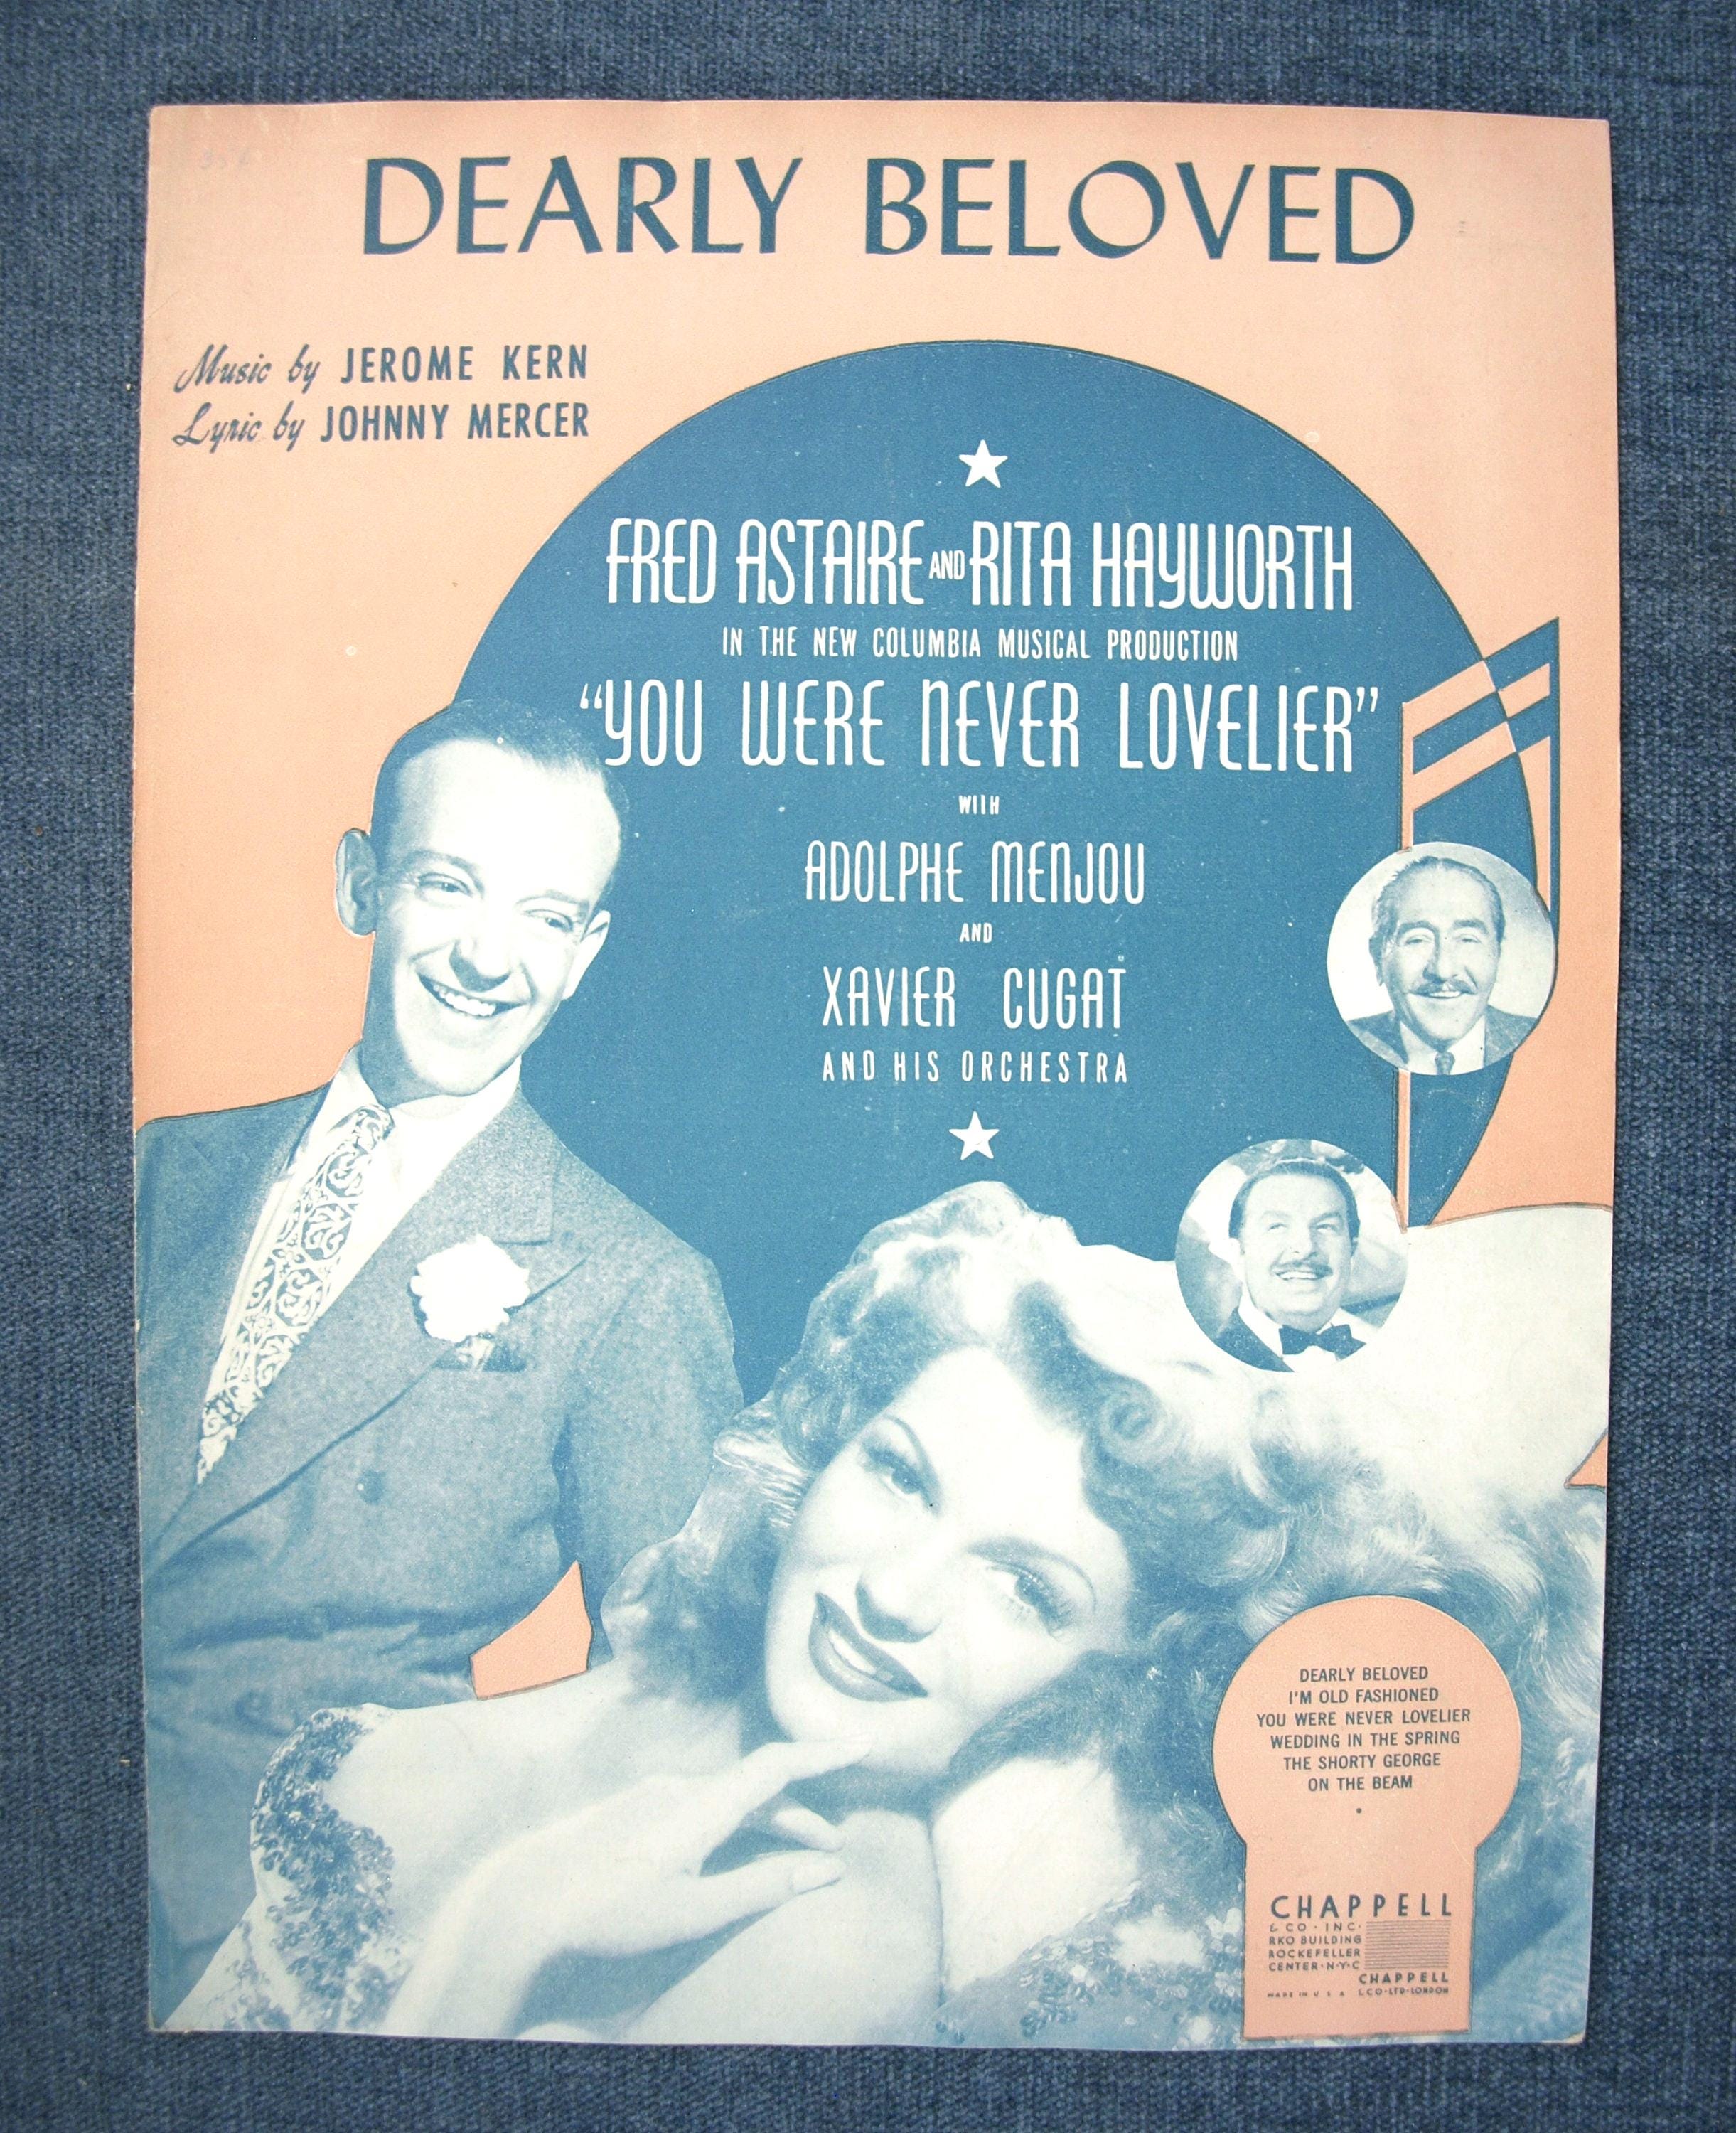 DEARLY BELOVED
Music by JEROME KERN
Lyric by JOHNNY MERCER
FRED ASTAIRE AND RITA HAYWORTH
IN THE NEW COLUMBIA MUSICAL PRODUCTION
“YOU WERE NEVER LOVELIER”
WITH
ADOLPHE MENJOU
AND
XAVIER CUGAT
AND HIS ORCHESTRA
DEARLY BELOVED
I'M OLD FASHIONED
YOU WERE NEVER LOVELIER
WEDDING IN THE SPRING
THE SHORTY GEORGE
ON THE BEAM
CHAPPELL
& CO · INC·
RKO BUILDING
ROCKEFELLER
CENTER·N·Y·C
CHAPPELL
MADE IN U S A &CO·LTD·LONDON